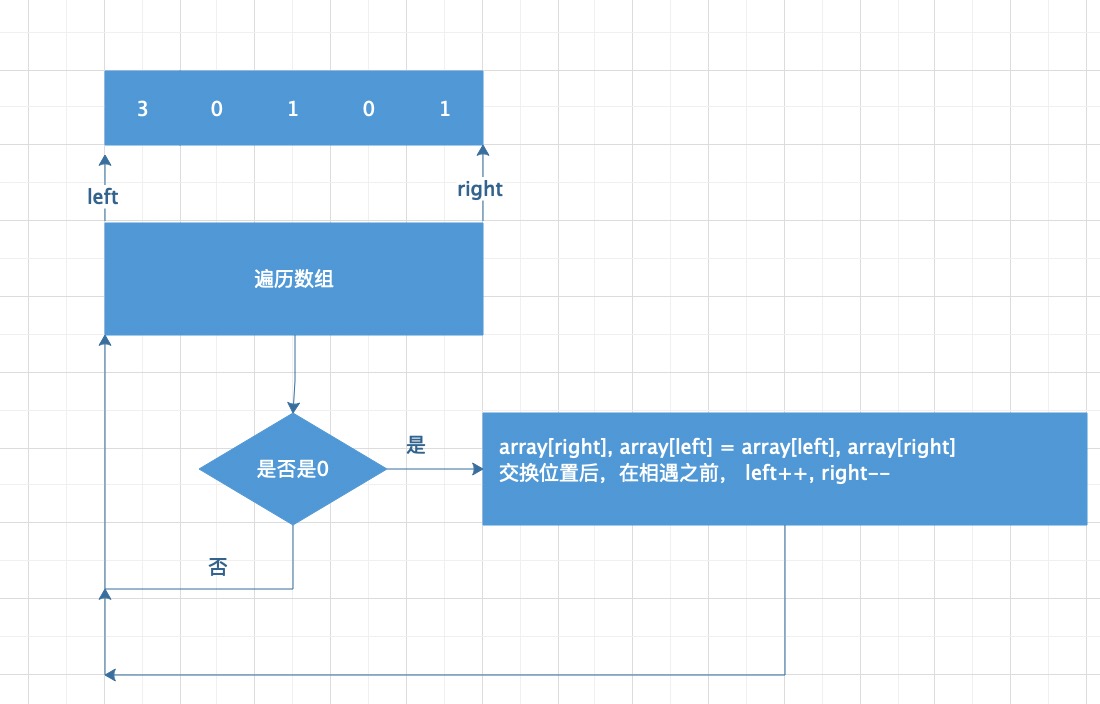 3 0 1 0 1
left
right
遍历数组
是否是0
是
array[right], array[left] = array[left], array[right]
交换位置后，在相遇之前， left++, right--
否